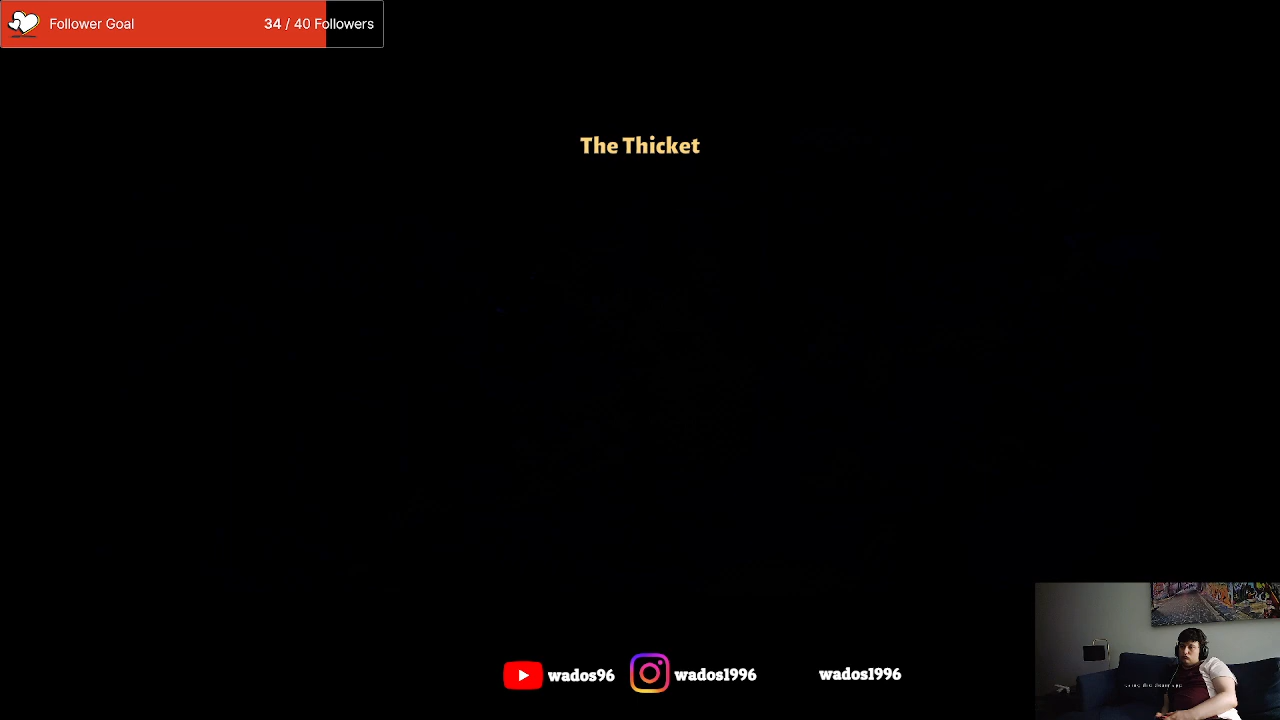 Follower Goal
34 / 40 Followers
The Thicket
wados96
wados1996
wados1996